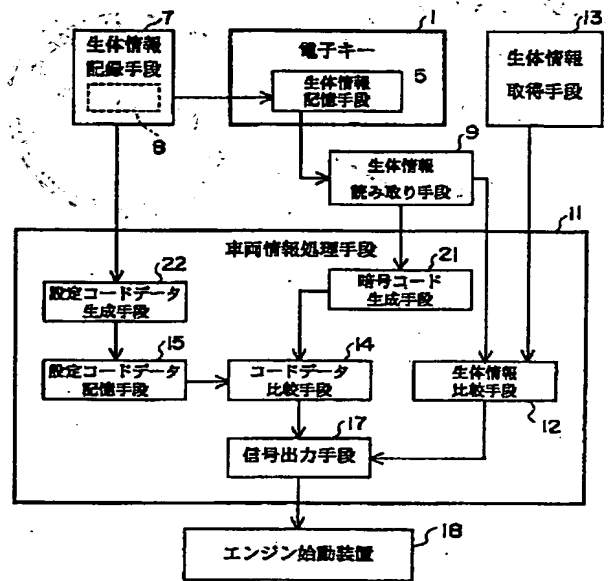 7
生体情報
記録手段
8
1
電子キー
生体情報
記憶手段
5
13
生体情報
取得手段
9
生体情報
読み取り手段
11
車両情報処理手段
22
設定コードデータ
生成手段
21
暗号コード
生成手段
15
設定コードデータ
記憶手段
14
コードデータ
比較手段
生体情報
比較手段
12
17
信号出力手段
18
エンジン始動装置